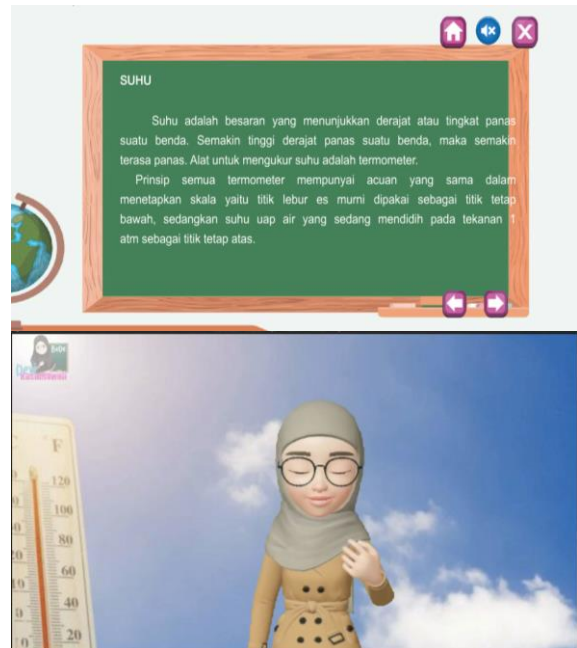 SUHU
Suhu adalah besaran yang menunjukkan derajat atau tingkat panas
suatu benda. Semakin tinggi derajat panas suatu benda, maka semakin
terasa panas. Alat untuk mengukur suhu adalah termometer.
Prinsip semua termometer mempunyai acuan yang sama dalam
menetapkan skala yaitu titik lebur es murni dipakai sebagai titik tetap
bawah, sedangkan suhu uap air yang sedang mendidih pada tekanan 1
atm sebagai titik tetap atas.
F
120
100
80
60
40
20